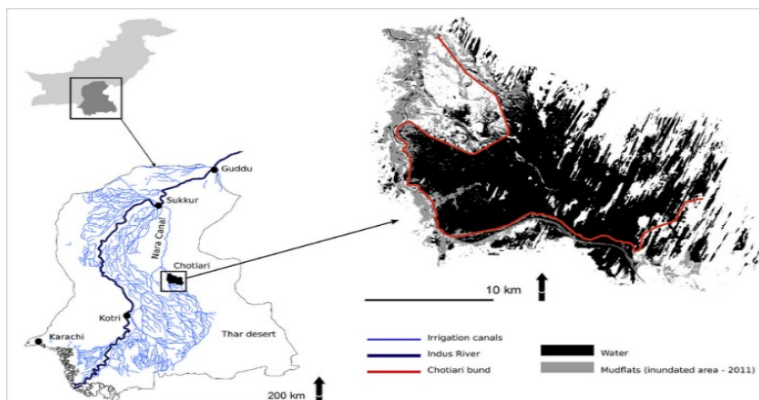 Guddu
Sukkur
Nara Canal
Chotiari
Kotri
Karachi
Thar desert
200 km
10 km
Irrigation canals
Indus River
Chotiari bund
Water
Mudflats (inundated area - 2011)